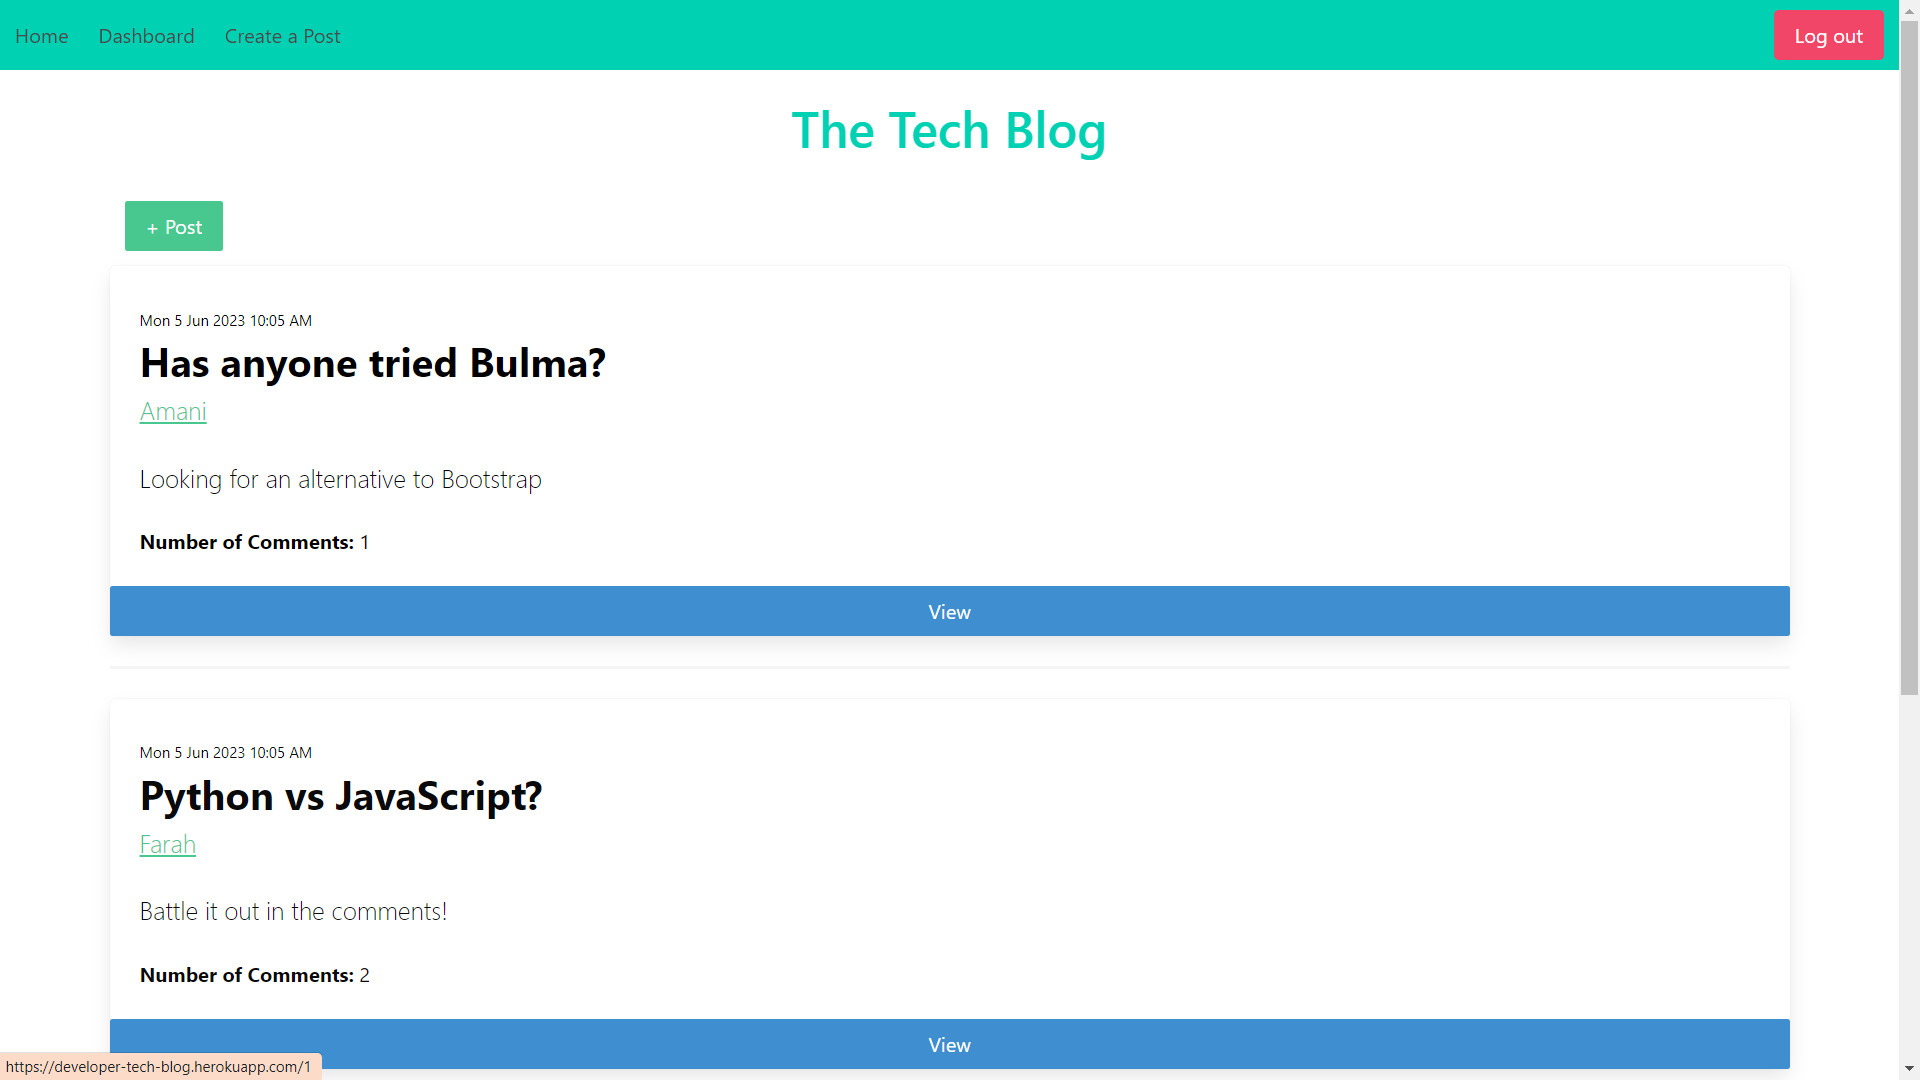 Home Dashboard Create a Post Log out
The Tech Blog
+ Post
Mon 5 Jun 2023 10:05 AM
Has anyone tried Bulma?
Amani
Looking for an alternative to Bootstrap
Number of Comments: 1
View
Mon 5 Jun 2023 10:05 AM
Python vs JavaScript?
Farah
Battle it out in the comments!
Number of Comments: 2
View
https://developer-tech-blog.herokuapp.com/1